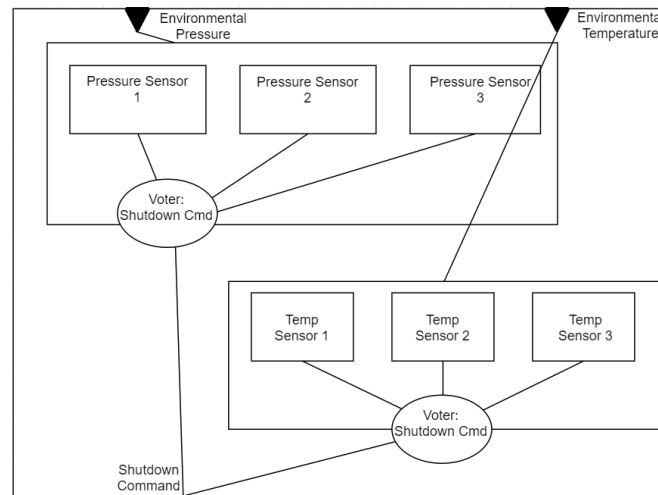 Environmental
Pressure
Environmental
Temperature
Pressure Sensor
1
Pressure Sensor
2
Pressure Sensor
3
Voter:
Shutdown Cmd
Temp
Sensor 1
Temp
Sensor 2
Temp
Sensor 3
Voter:
Shutdown Cmd
Shutdown
Command